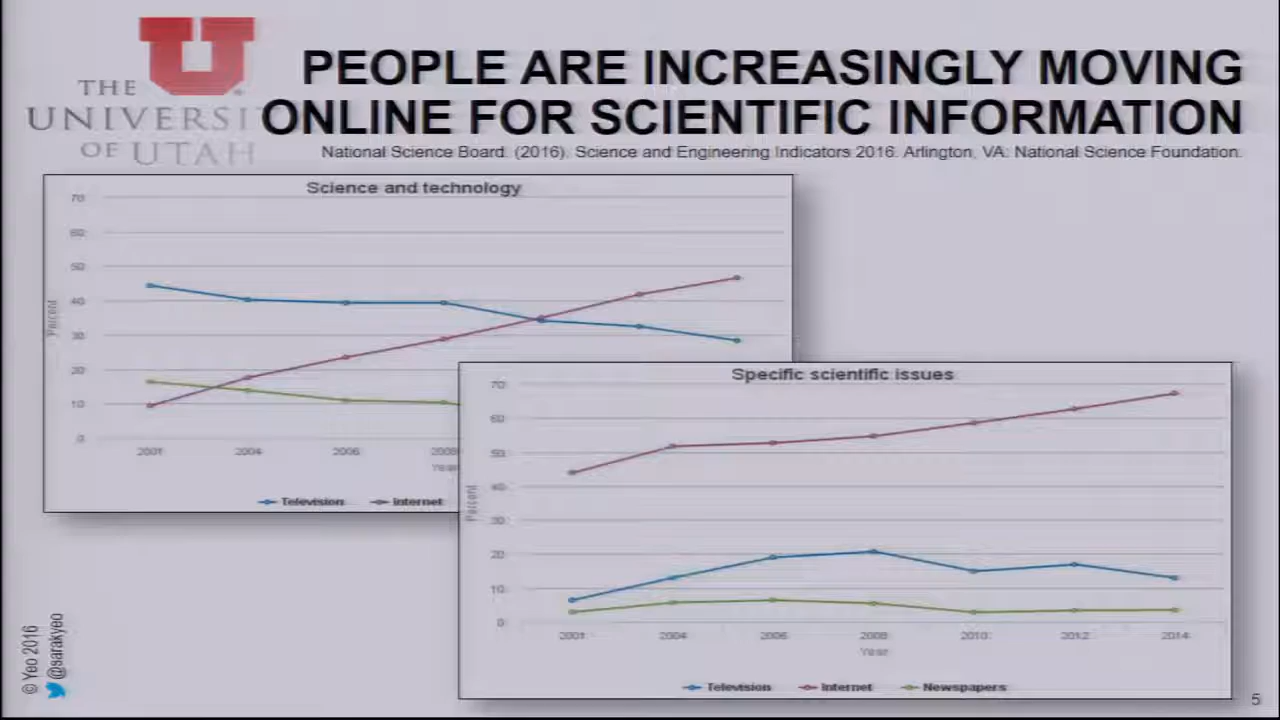 THE
UNIVERSI
OF UTAH
PEOPLE ARE INCREASINGLY MOVING
ONLINE FOR SCIENTIFIC INFORMATION
National Science Board. (2016). Science and Engineering Indicators 2016. Arlington, VA: National Science Foundation.
Science and technology
70
60
50
40
30
20
10
0
Percent
2001 2004 2006 2008
Year
Television Internet
Specific scientific issues
70
60
50
40
30
20
10
0
Percent
2001 2004 2006 2008 2010 2012 2014
Year
Television Internet Newspapers
© Yeo 2016
@sarakyeo
5